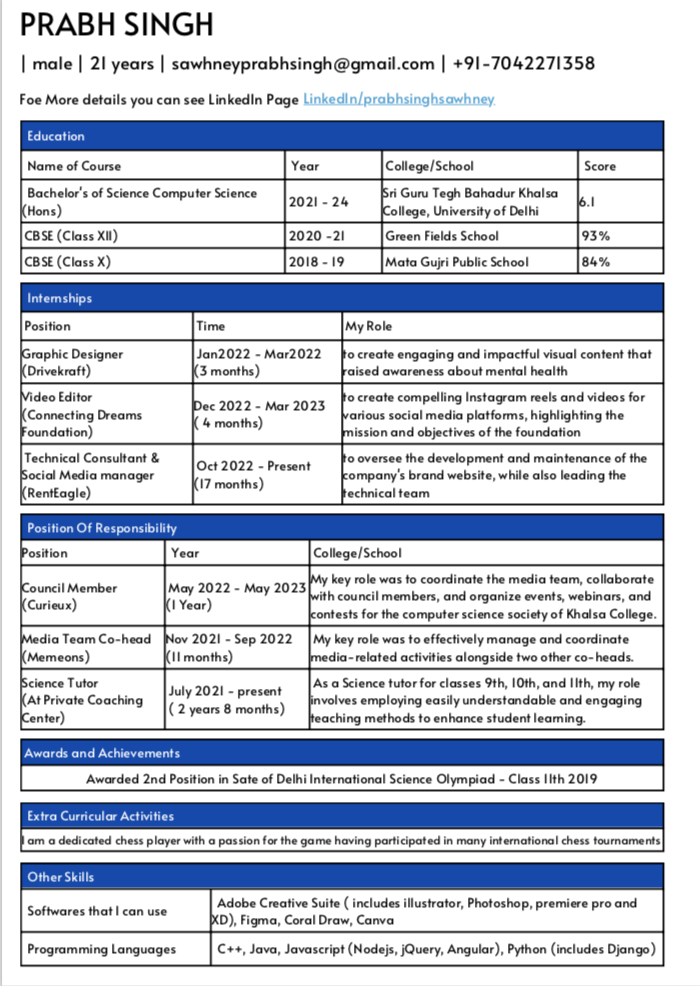 PRABH SINGH
| male | 21 years | sawhneyprabhsingh@gmail.com | +91-7042271358
Foe More details you can see LinkedIn Page LinkedIn/prabhsinghsawhney
Education
Name of Course Year College/School Score
Bachelor's of Science Computer Science (Hons) 2021 - 24 Sri Guru Tegh Bahadur Khalsa College, University of Delhi 6.1
CBSE (Class XII) 2020 -21 Green Fields School 93%
CBSE (Class X) 2018 - 19 Mata Gujri Public School 84%
Internships
Position Time My Role
Graphic Designer
(Drivekraft)
Jan2022 - Mar2022
(3 months)
to create engaging and impactful visual content that
raised awareness about mental health
Video Editor
(Connecting Dreams
Foundation)
Dec 2022 - Mar 2023
( 4 months)
to create compelling Instagram reels and videos for
various social media platforms, highlighting the
mission and objectives of the foundation
Technical Consultant &
Social Media manager
(RentEagle)
Oct 2022 - Present
(17 months)
to oversee the development and maintenance of the
company's brand website, while also leading the
technical team
Position Of Responsibility
Position Year College/School
Council Member
(Curieux)
May 2022 - May 2023
(1 Year)
My key role was to coordinate the media team, collaborate
with council members, and organize events, webinars, and
contests for the computer science society of Khalsa College.
Media Team Co-head
(Memeons)
Nov 2021 - Sep 2022
(11 months)
My key role was to effectively manage and coordinate
media-related activities alongside two other co-heads.
Science Tutor
(At Private Coaching
Center)
July 2021 - present
( 2 years 8 months)
As a Science tutor for classes 9th, 10th, and 11th, my role
involves employing easily understandable and engaging
teaching methods to enhance student learning.
Awards and Achievements
Awarded 2nd Position in Sate of Delhi International Science Olympiad - Class 11th 2019
Extra Curricular Activities
I am a dedicated chess player with a passion for the game having participated in many international chess tournaments
Other Skills
Softwares that I can use
Adobe Creative Suite ( includes illustrator, Photoshop, premiere pro and
XD), Figma, Coral Draw, Canva
Programming Languages C++, Java, Javascript (Nodejs, jQuery, Angular), Python (includes Django)